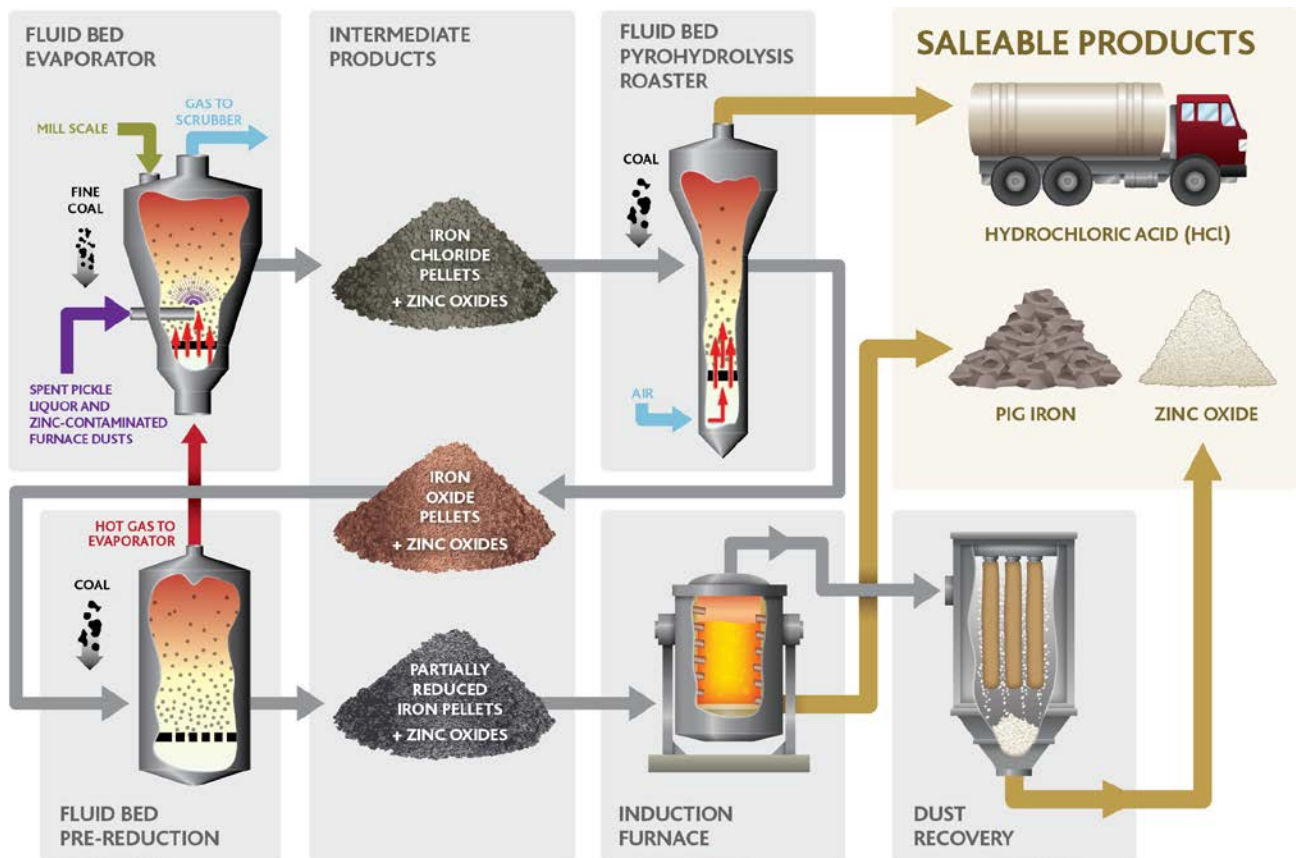 FLUID BED
EVAPORATOR
MILL SCALE
GAS TO
SCRUBBER
FINE
COAL
SPENT PICKLE
LIQUOR AND
ZINC-CONTAMINATED
FURNACE DUSTS
INTERMEDIATE
PRODUCTS
IRON
CHLORIDE
PELLETS
+ ZINC OXIDES
FLUID BED
PYROHYDROLYSIS
ROASTER
COAL
AIR
SALEABLE PRODUCTS
HYDROCHLORIC ACID (HCl)
PIG IRON
ZINC OXIDE
IRON
OXIDE
PELLETS
+ ZINC OXIDES
HOT GAS TO
EVAPORATOR
COAL
FLUID BED
PRE-REDUCTION
PARTIALLY
REDUCED
IRON PELLETS
+ ZINC OXIDES
INDUCTION
FURNACE
DUST
RECOVERY